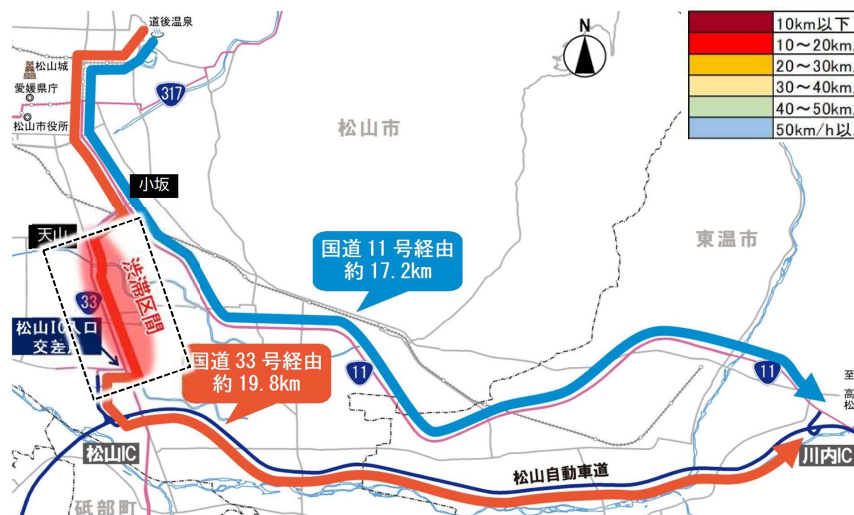 道後温泉
N
10km以下
10～20km
20～30km
30～40km
40～50km
50km/h以
松山城
愛媛県庁
松山市役所
317
松山市
小坂
天山
東温市
国道11号経由
約17.2km
渋滞区間
33
松山IC入口
交差
国道33号経由
約19.8km
11
11
至
高
松
松山IC
川内IC
松山自動車道
砥部町